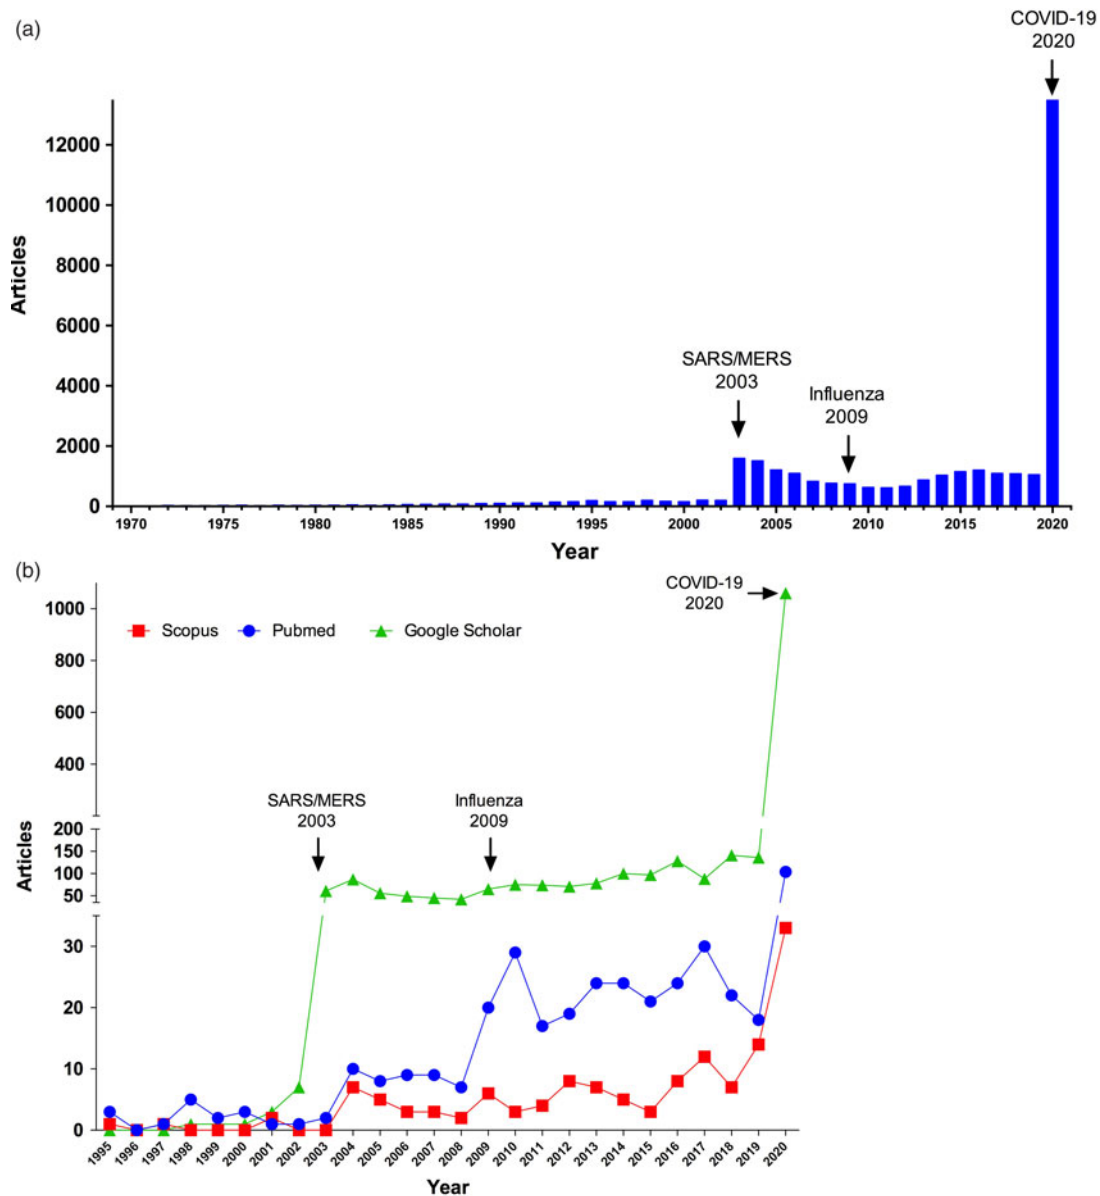 (a)
COVID-19
2020
12000
10000
8000
6000
4000
2000
0
Articles
SARS/MERS
2003
Influenza
2009
1970 1975 1980 1985 1990 1995 2000 2005 2010 2015 2020
Year
(b)
COVID-19
2020
1000
800
600
400
200
150
100
50
30
20
10
0
Articles
Scopus Pubmed Google Scholar
SARS/MERS
2003
Influenza
2009
1995 1996 1997 1998 1999 2000 2001 2002 2003 2004 2005 2006 2007 2008 2009 2010 2011 2012 2013 2014 2015 2016 2017 2018 2019 2020
Year